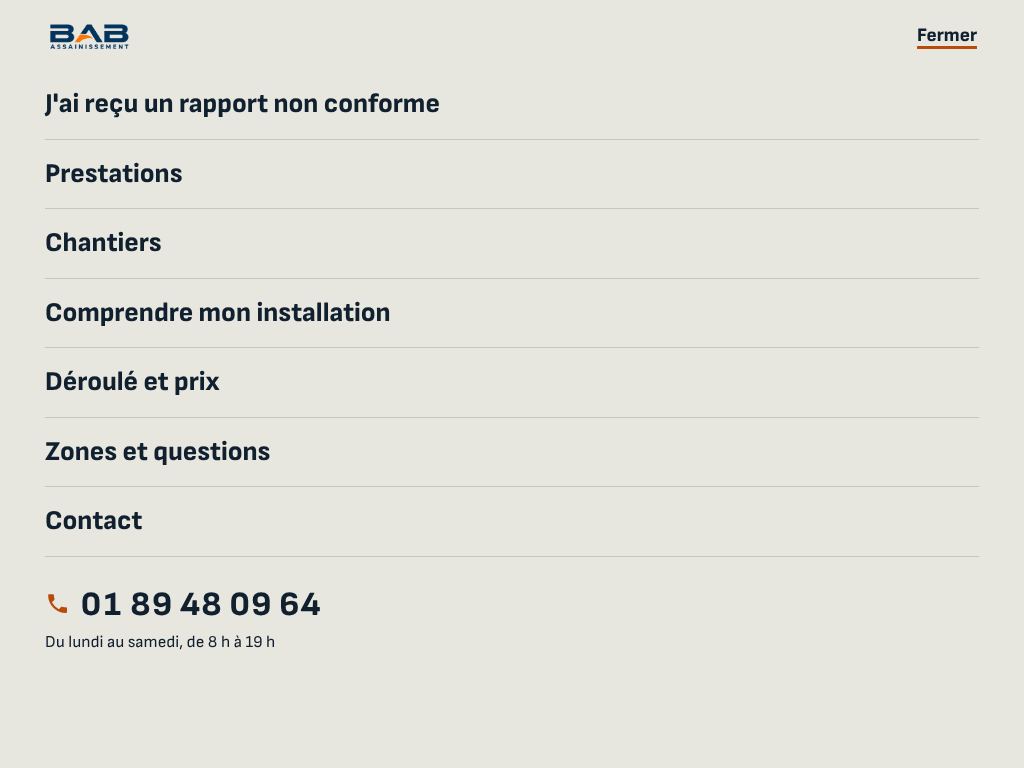 BAB
ASSAINISSEMENT
Fermer
J'ai reçu un rapport non conforme
Prestations
Chantiers
Comprendre mon installation
Déroulé et prix
Zones et questions
Contact
01 89 48 09 64
Du lundi au samedi, de 8 h à 19 h